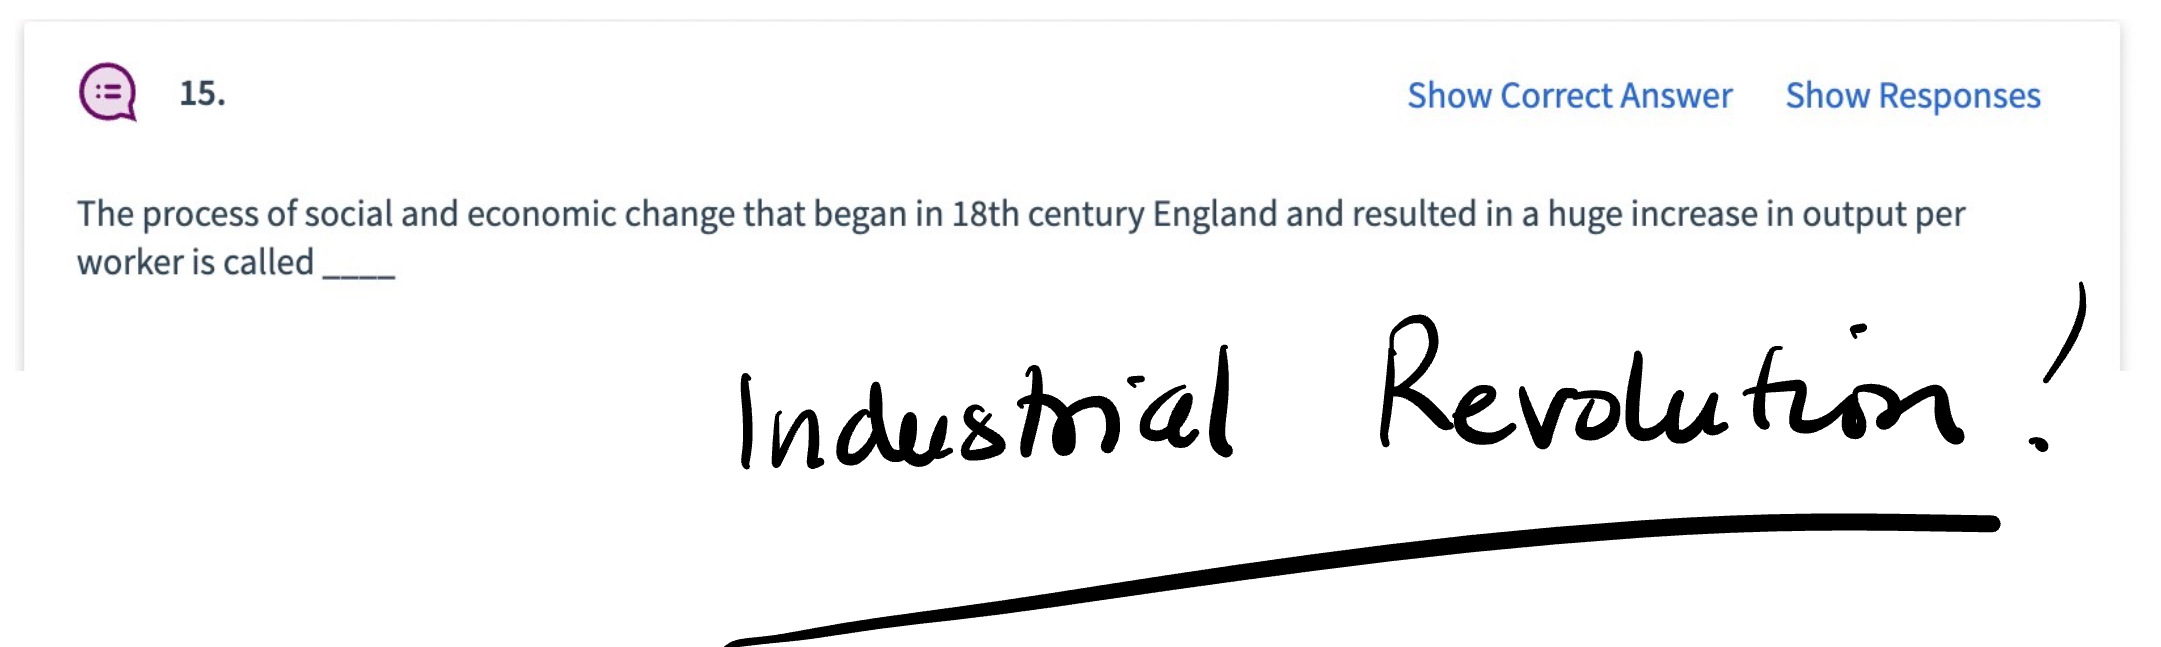 15.
Show Correct Answer Show Responses
The process of social and economic change that began in 18th century England and resulted in a huge increase in output per
worker is called ____
Industrial Revolution!